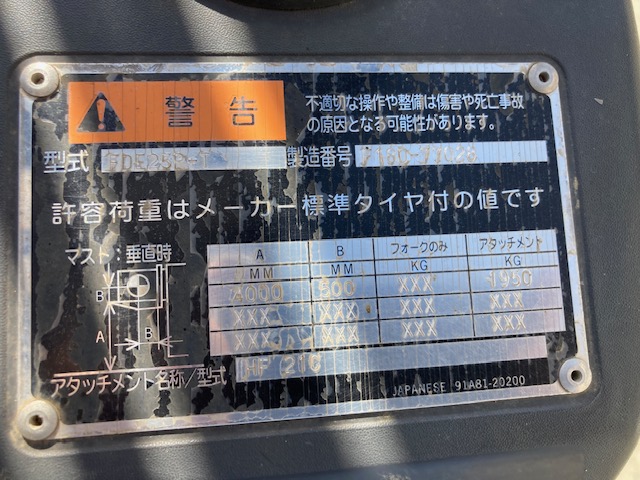 警告
不適切な操作や整備は傷害や死亡事故
の原因となる可能性があります。
型式
製造番号
許容荷重はメーカー標準タイヤ付の値です
マスト:垂直時
A B フォークのみ アタッチメント
MM MM KG KG
4000 500 XXX 1950
XXX XXX XXX XXX
XXX XXX XXX XXX
B
A B
アタッチメント名称/型式
JAPANESE 91A81-20200